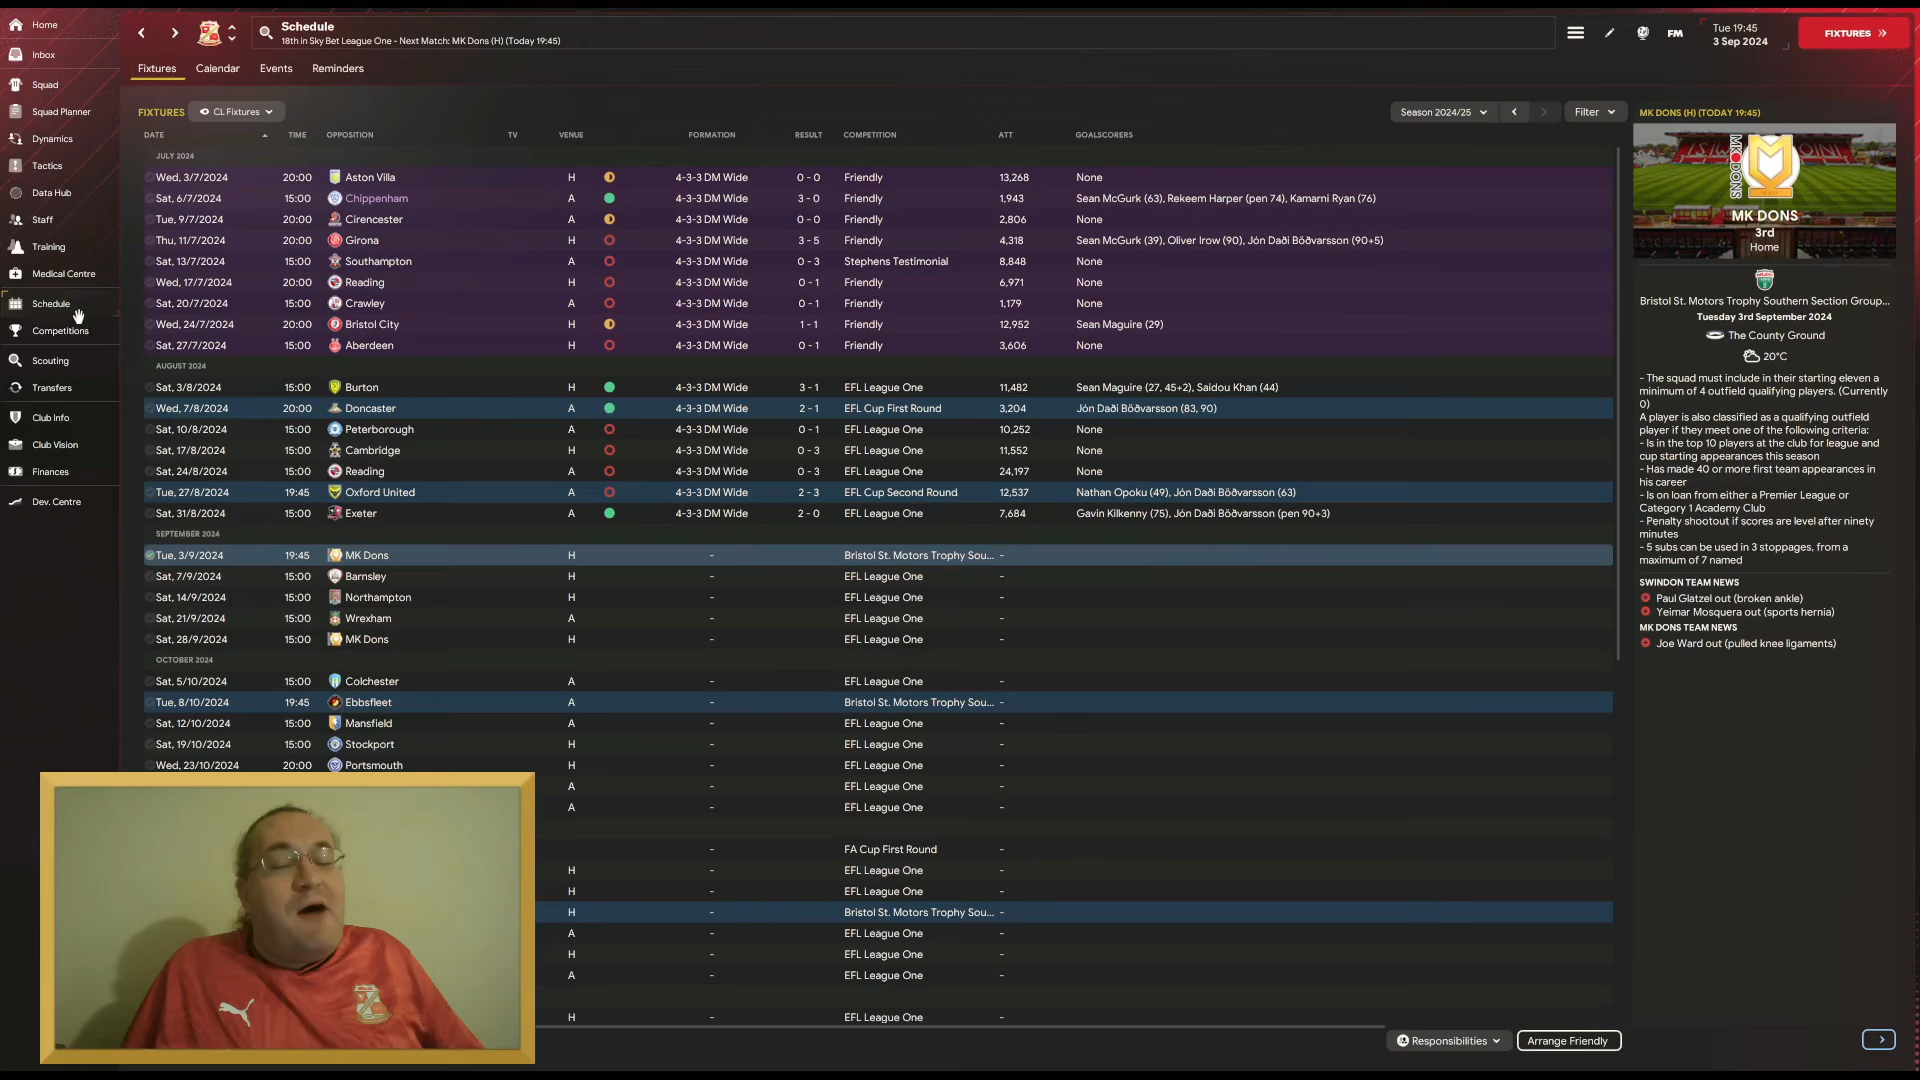 Home
Inbox
Squad
Squad Planner
Dynamics
Tactics
Data Hub
Staff
Training
Medical Centre
Schedule
Competitions
Scouting
Transfers
Club Info
Club Vision
Finances
Dev. Centre
Schedule
18th in Sky Bet League One - Next Match: MK Dons (H) (Today 19:45)
FM
Tue 19:45
3 Sep 2024
FIXTURES
Fixtures Calendar Events Reminders
FIXTURES CL Fixtures Season 2024/25 Filter
DATE TIME OPPOSITION TV VENUE FORMATION RESULT COMPETITION ATT GOALSCORERS
JULY 2024
Wed, 3/7/2024 20:00 Aston Villa H 4-3-3 DM Wide 0 - 0 Friendly 13,268 None
Sat, 6/7/2024 15:00 Chippenham A 4-3-3 DM Wide 3 - 0 Friendly 1,943 Sean McGurk (63), Rekeem Harper (pen 74), Kamarni Ryan (76)
Tue, 9/7/2024 20:00 Cirencester A 4-3-3 DM Wide 0 - 0 Friendly 2,806 None
Thu, 11/7/2024 20:00 Girona H 4-3-3 DM Wide 3 - 5 Friendly 4,318 Sean McGurk (39), Oliver Irow (90), Jón Daði Böðvarsson (90+5)
Sat, 13/7/2024 15:00 Southampton A 4-3-3 DM Wide 0 - 3 Stephens Testimonial 8,848 None
Wed, 17/7/2024 20:00 Reading H 4-3-3 DM Wide 0 - 1 Friendly 6,971 None
Sat, 20/7/2024 15:00 Crawley A 4-3-3 DM Wide 0 - 1 Friendly 1,179 None
Wed, 24/7/2024 20:00 Bristol City H 4-3-3 DM Wide 1 - 1 Friendly 12,952 Sean Maguire (29)
Sat, 27/7/2024 15:00 Aberdeen H 4-3-3 DM Wide 0 - 1 Friendly 3,606 None
AUGUST 2024
Sat, 3/8/2024 15:00 Burton H 4-3-3 DM Wide 3 - 1 EFL League One 11,482 Sean Maguire (27, 45+2), Saidou Khan (44)
Wed, 7/8/2024 20:00 Doncaster A 4-3-3 DM Wide 2 - 1 EFL Cup First Round 3,204 Jón Daði Böðvarsson (83, 90)
Sat, 10/8/2024 15:00 Peterborough A 4-3-3 DM Wide 0 - 1 EFL League One 10,252 None
Sat, 17/8/2024 15:00 Cambridge H 4-3-3 DM Wide 0 - 3 EFL League One 11,552 None
Sat, 24/8/2024 15:00 Reading A 4-3-3 DM Wide 0 - 3 EFL League One 24,197 None
Tue, 27/8/2024 19:45 Oxford United A 4-3-3 DM Wide 2 - 3 EFL Cup Second Round 12,537 Nathan Opoku (49), Jón Daði Böðvarsson (63)
Sat, 31/8/2024 15:00 Exeter A 4-3-3 DM Wide 2 - 0 EFL League One 7,684 Gavin Kilkenny (75), Jón Daði Böðvarsson (pen 90+3)
SEPTEMBER 2024
Tue, 3/9/2024 19:45 MK Dons H - Bristol St. Motors Trophy Sou... -
Sat, 7/9/2024 15:00 Barnsley H - EFL League One -
Sat, 14/9/2024 15:00 Northampton H - EFL League One -
Sat, 21/9/2024 15:00 Wrexham A - EFL League One -
Sat, 28/9/2024 15:00 MK Dons H - EFL League One -
OCTOBER 2024
Sat, 5/10/2024 15:00 Colchester A - EFL League One -
Tue, 8/10/2024 19:45 Ebbsfleet A - Bristol St. Motors Trophy Sou... -
Sat, 12/10/2024 15:00 Mansfield A - EFL League One -
Sat, 19/10/2024 15:00 Stockport H - EFL League One -
Wed, 23/10/2024 20:00 Portsmouth H - EFL League One -
A - EFL League One -
A - EFL League One -
- FA Cup First Round -
H - EFL League One -
H - EFL League One -
H - Bristol St. Motors Trophy Sou... -
A - EFL League One -
H - EFL League One -
A - EFL League One -
H - EFL League One -
Responsibilities Arrange Friendly
MK DONS (H) (TODAY 19:45)
MK DONS
MK DONS
3rd
Home
Bristol St. Motors Trophy Southern Section Group...
Tuesday 3rd September 2024
The County Ground
20°C
- The squad must include in their starting eleven a
minimum of 4 outfield qualifying players. (Currently
0)
A player is also classified as a qualifying outfield
player if they meet one of the following criteria:
- Is in the top 10 players at the club for league and
cup starting appearances this season
- Has made 40 or more first team appearances in
his career
- Is on loan from either a Premier League or
Category 1 Academy Club
- Penalty shootout if scores are level after ninety
minutes
- 5 subs can be used in 3 stoppages, from a
maximum of 7 named
SWINDON TEAM NEWS
Paul Glatzel out (broken ankle)
Yeimar Mosquera out (sports hernia)
MK DONS TEAM NEWS
Joe Ward out (pulled knee ligaments)